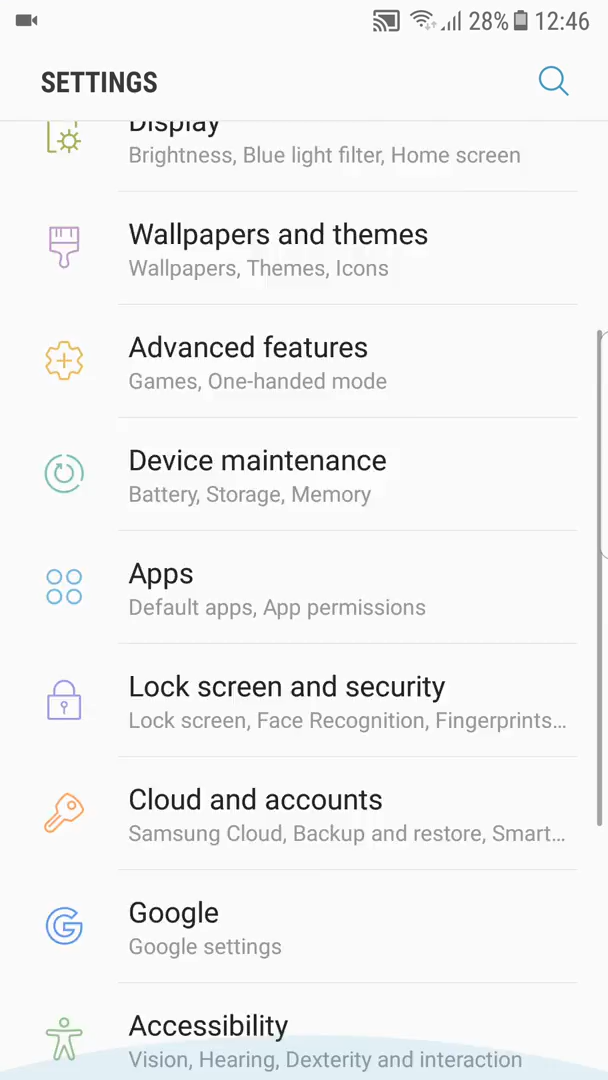 28% 12:46
SETTINGS
Display
Brightness, Blue light filter, Home screen
Wallpapers and themes
Wallpapers, Themes, Icons
Advanced features
Games, One-handed mode
Device maintenance
Battery, Storage, Memory
Apps
Default apps, App permissions
Lock screen and security
Lock screen, Face Recognition, Fingerprints...
Cloud and accounts
Samsung Cloud, Backup and restore, Smart...
Google
Google settings
Accessibility
Vision, Hearing, Dexterity and interaction